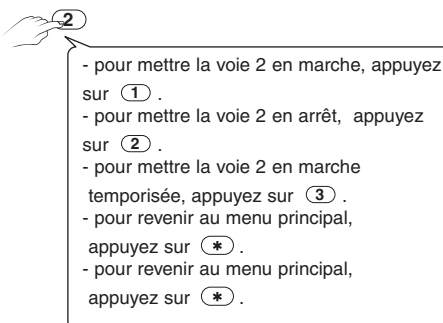 2
- pour mettre la voie 2 en marche, appuyez
sur 1 .
- pour mettre la voie 2 en arrêt, appuyez
sur 2 .
- pour mettre la voie 2 en marche
temporisée, appuyez sur 3 .
- pour revenir au menu principal,
appuyez sur * .
- pour revenir au menu principal,
appuyez sur * .